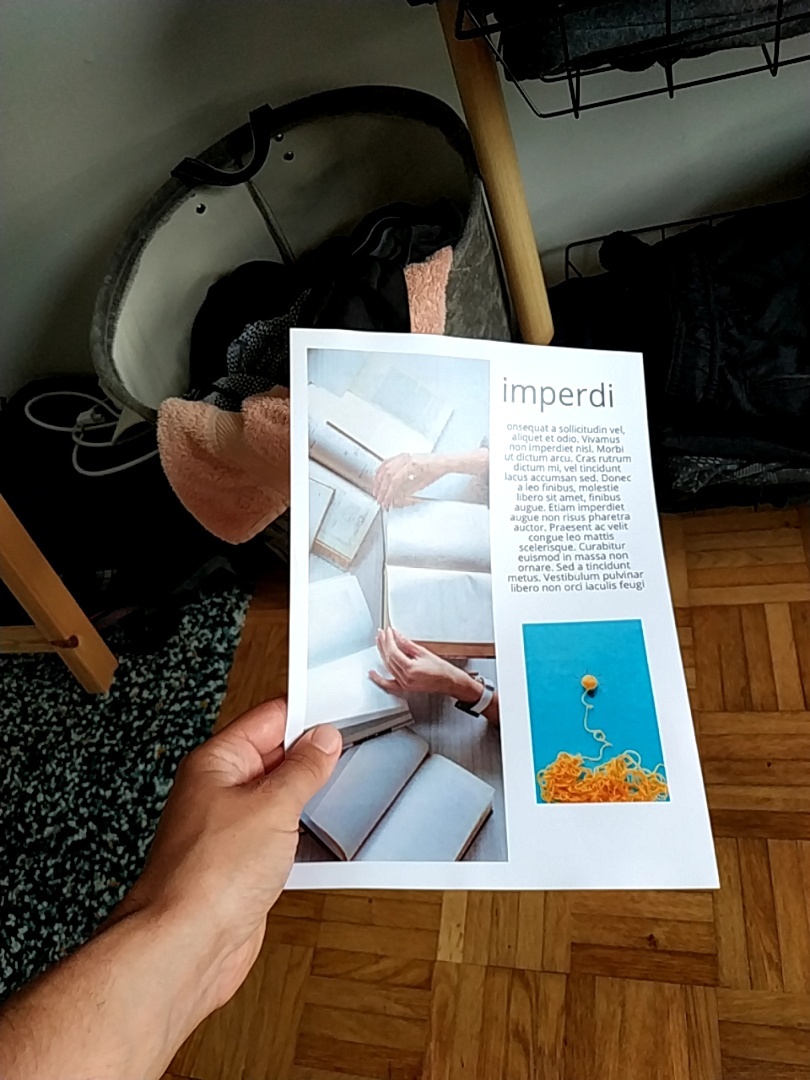 imperdi
onsequat a sollicitudin vel,
aliquet et odio. Vivamus
non imperdiet nisl. Morbi
ut dictum arcu. Cras rutrum
dictum mi, vel tincidunt
lacus accumsan sed. Donec
a leo finibus, molestie
libero sit amet, finibus
augue. Etiam imperdiet
augue non risus pharetra
auctor. Praesent ac velit
congue leo mattis
scelerisque. Curabitur
euismod in massa non
ornare. Sed a tincidunt
metus. Vestibulum pulvinar
libero non orci iaculis feugi